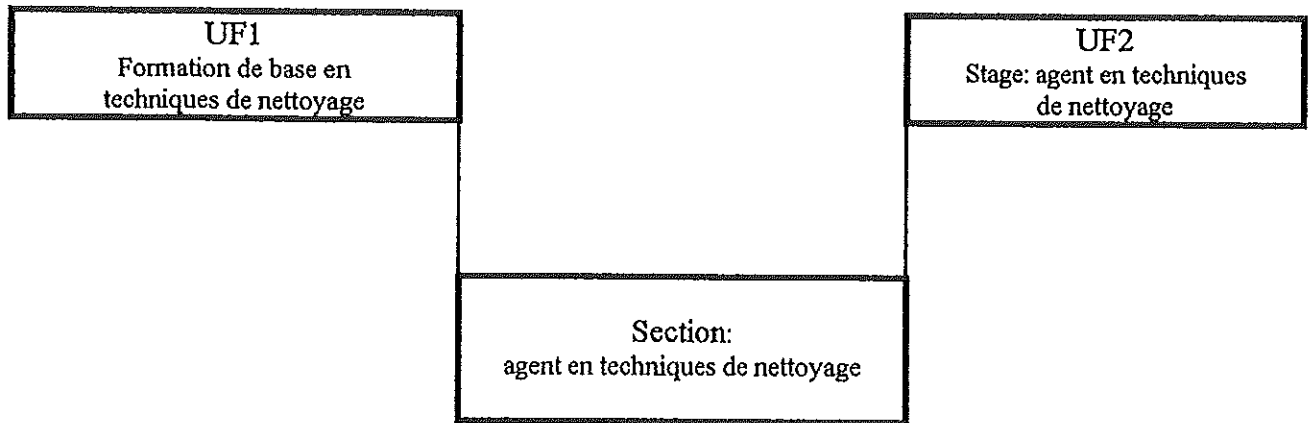 UF1
Formation de base en
techniques de nettoyage
UF2
Stage: agent en techniques
de nettoyage
Section:
agent en techniques de nettoyage